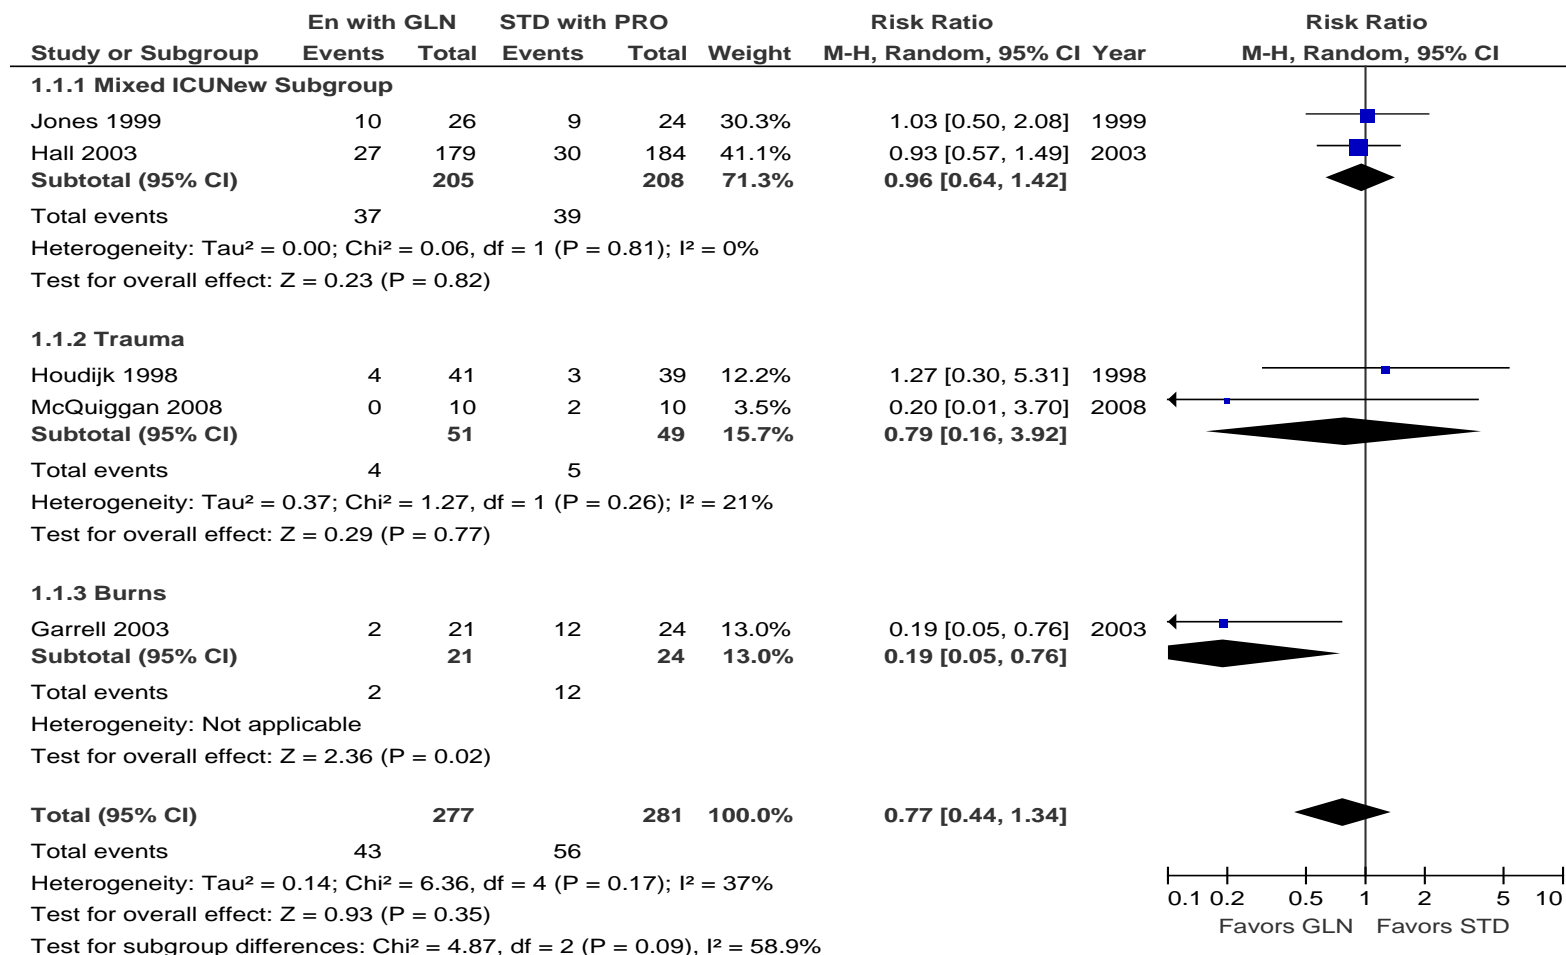 En with GLN STD with PRO Risk Ratio Risk Ratio
Study or Subgroup Events Total Events Total Weight M-H, Random, 95% CI Year M-H, Random, 95% CI
1.1.1 Mixed ICUNew Subgroup
Jones 1999 10 26 9 24 30.3% 1.03 [0.50, 2.08] 1999
Hall 2003 27 179 30 184 41.1% 0.93 [0.57, 1.49] 2003
Subtotal (95% CI) 205 208 71.3% 0.96 [0.64, 1.42]
Total events 37 39
Heterogeneity: Tau² = 0.00; Chi² = 0.06, df = 1 (P = 0.81); I² = 0%
Test for overall effect: Z = 0.23 (P = 0.82)
1.1.2 Trauma
Houdijk 1998 4 41 3 39 12.2% 1.27 [0.30, 5.31] 1998
McQuiggan 2008 0 10 2 10 3.5% 0.20 [0.01, 3.70] 2008
Subtotal (95% CI) 51 49 15.7% 0.79 [0.16, 3.92]
Total events 4 5
Heterogeneity: Tau² = 0.37; Chi² = 1.27, df = 1 (P = 0.26); I² = 21%
Test for overall effect: Z = 0.29 (P = 0.77)
1.1.3 Burns
Garrell 2003 2 21 12 24 13.0% 0.19 [0.05, 0.76] 2003
Subtotal (95% CI) 21 24 13.0% 0.19 [0.05, 0.76]
Total events 2 12
Heterogeneity: Not applicable
Test for overall effect: Z = 2.36 (P = 0.02)
Total (95% CI) 277 281 100.0% 0.77 [0.44, 1.34]
Total events 43 56
Heterogeneity: Tau² = 0.14; Chi² = 6.36, df = 4 (P = 0.17); I² = 37%
Test for overall effect: Z = 0.93 (P = 0.35)
Test for subgroup differences: Chi² = 4.87, df = 2 (P = 0.09), I² = 58.9%
0.1 0.2 0.5 1 2 5 10
Favors GLN Favors STD